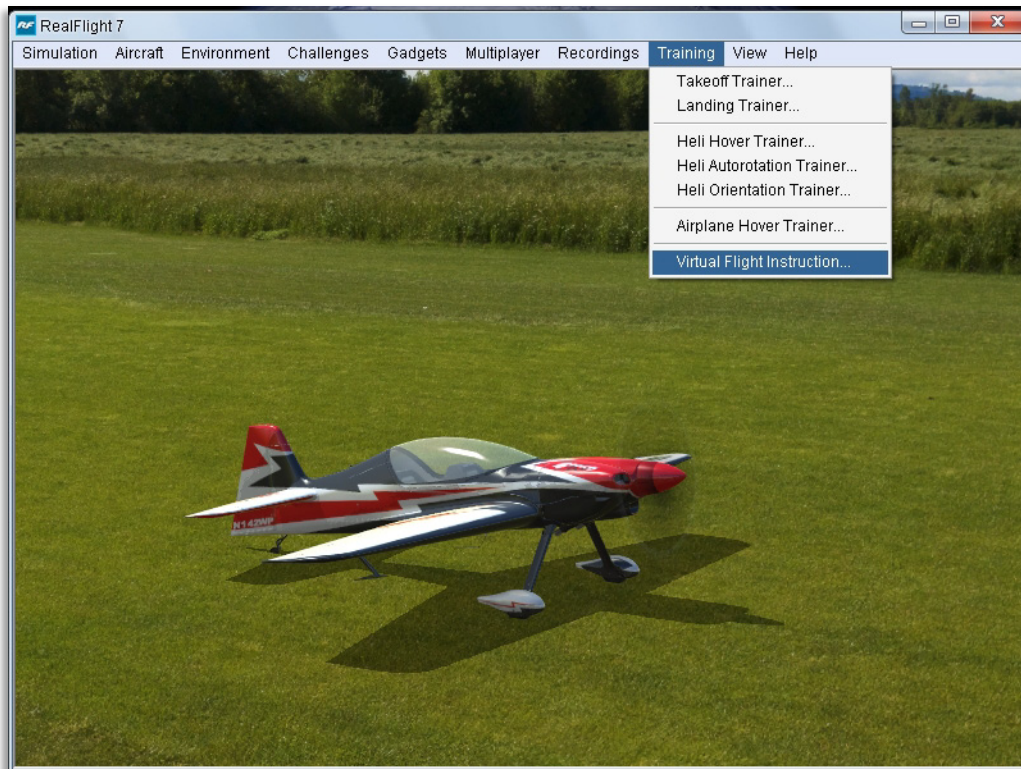 RF RealFlight 7
Simulation Aircraft Environment Challenges Gadgets Multiplayer Recordings Training View Help
Takeoff Trainer...
Landing Trainer...
Heli Hover Trainer...
Heli Autorotation Trainer...
Heli Orientation Trainer...
Airplane Hover Trainer...
Virtual Flight Instruction...
N142WP